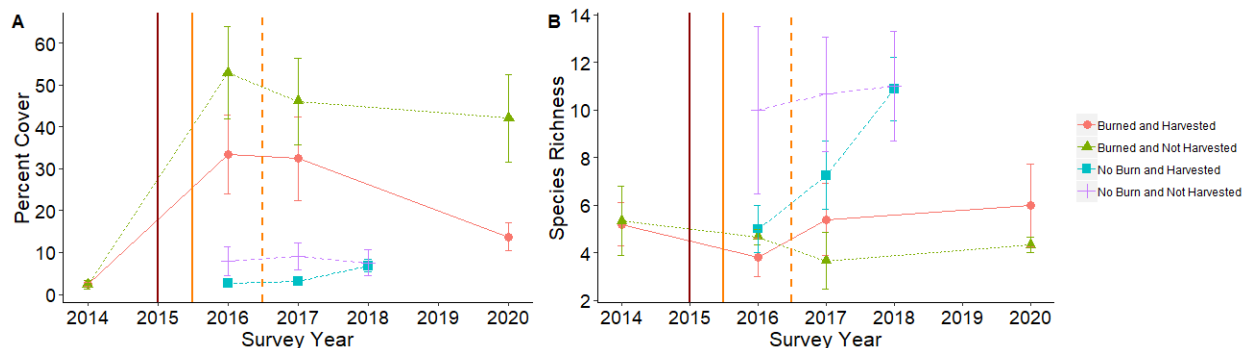 A
Percent Cover
60
50
40
30
20
10
0
2014 2015 2016 2017 2018 2019 2020
Survey Year
B
Species Richness
14
12
10
8
6
4
2
2014 2015 2016 2017 2018 2019 2020
Survey Year
Burned and Harvested
Burned and Not Harvested
No Burn and Harvested
No Burn and Not Harvested